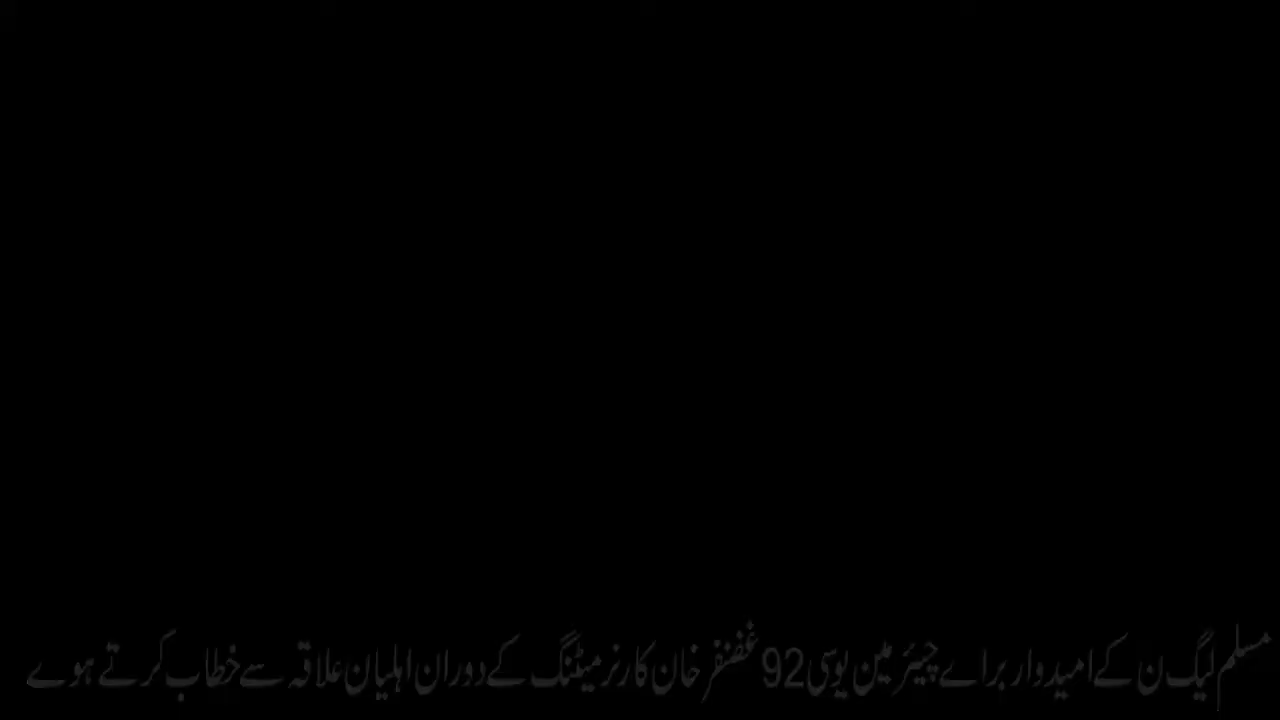 مسلم لیگ ن کے امیدوار براے چیئرمین یوسی 92 غضنفر خان کارنر میٹنگ کے دوران اہلیان علاقہ سے خطاب کرتے ہوے